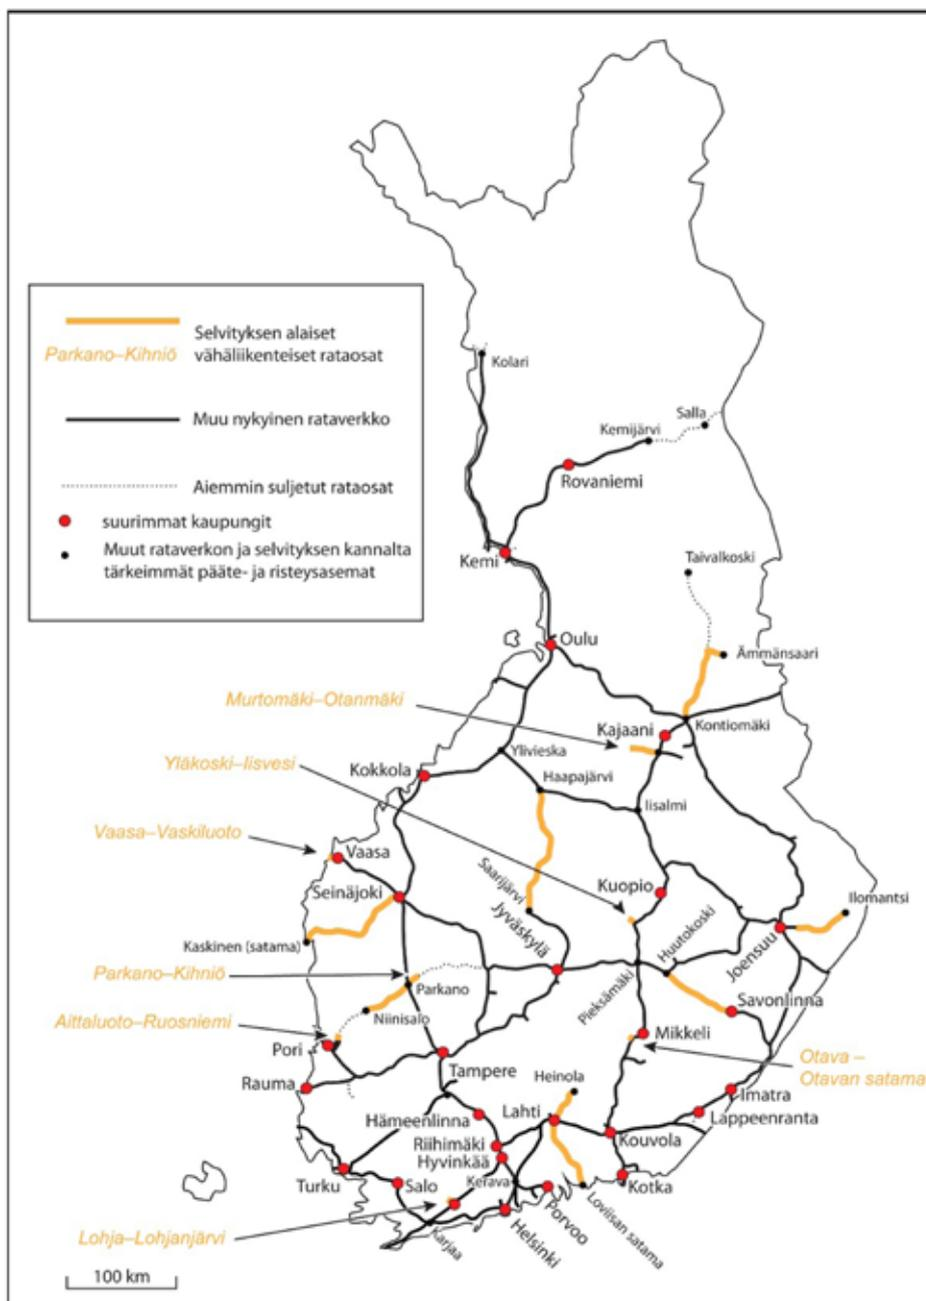 Selvityksen alaiset
Parkano–Kihniö vähäliikenteiset rataosat
Muu nykyinen rataverkko
Aiemmin suljetut rataosat
suurimmat kaupungit
Muut rataverkon ja selvityksen kannalta
tärkeimmät pääte- ja risteysasemat
Kolari
Salla
Kemijärvi
Rovaniemi
Kemi
Taivalkoski
Oulu
Ämmänsaari
Murtomäki–Otanmäki
Kajaani
Kontiomäki
Ylivieska
Yläkoski–Iisvesi
Kokkola
Haapajärvi
Iisalmi
Vaasa–Vaskiluoto
Vaasa
Saarijärvi
Kuopio
Seinäjoki
Ilomantsi
Jyväskylä
Huutokoski
Joensuu
Kaskinen (satama)
Parkano–Kihniö
Parkano
Pieksämäki
Savonlinna
Niinisalo
Aittaluoto–Ruosniemi
Pori
Mikkeli
Otava –
Otavan satama
Tampere
Rauma
Heinola
Imatra
Lappeenranta
Hämeenlinna
Lahti
Riihimäki
Kouvola
Hyvinkää
Kerava
Turku
Salo
Kotka
Porvoo
Loviisan satama
Lohja–Lohjanjärvi
Karjaa
Helsinki
100 km